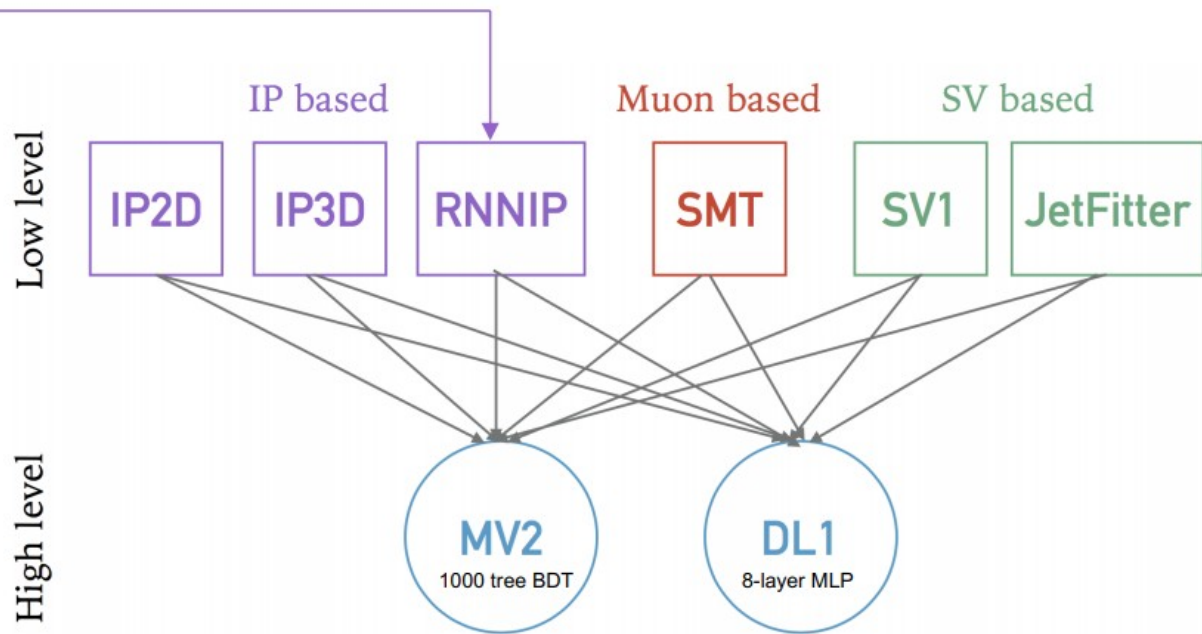 IP based
Muon based
SV based
Low level
IP2D
IP3D
RNNIP
SMT
SV1
JetFitter
High level
MV2
1000 tree BDT
DL1
8-layer MLP